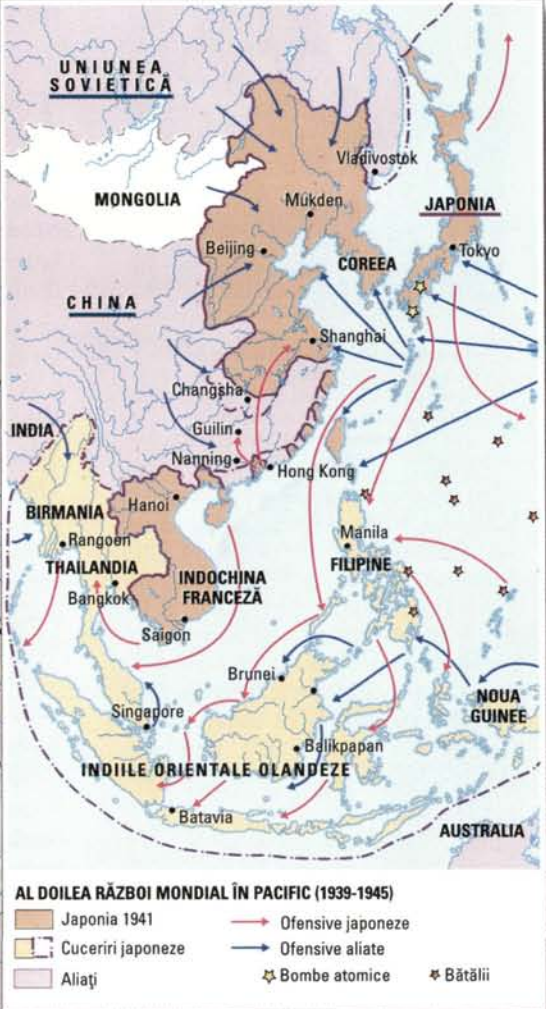 UNIUNEA
SOVIETICĂ
Vladivostok
MONGOLIA
Múkden
JAPONIA
Beijing
COREEA
Tokyo
CHINA
Shanghai
Changsha
Guilin
INDIA
Nanning
Hong Kong
Hanoi
BIRMANIA
Rangoen
Manila
THAILANDIA
FILIPINE
Bangkok
INDOCHINA
FRANCEZĂ
Saigon
Brunei
NOUA
GUINEE
Singapore
Balikpapan
INDIILE ORIENTALE OLANDEZE
Batavia
AUSTRALIA
AL DOILEA RĂZBOI MONDIAL ÎN PACIFIC (1939-1945)
Japonia 1941
Ofensive japoneze
Cuceriri japoneze
Ofensive aliate
Aliaţi
Bombe atomice
Bătălii